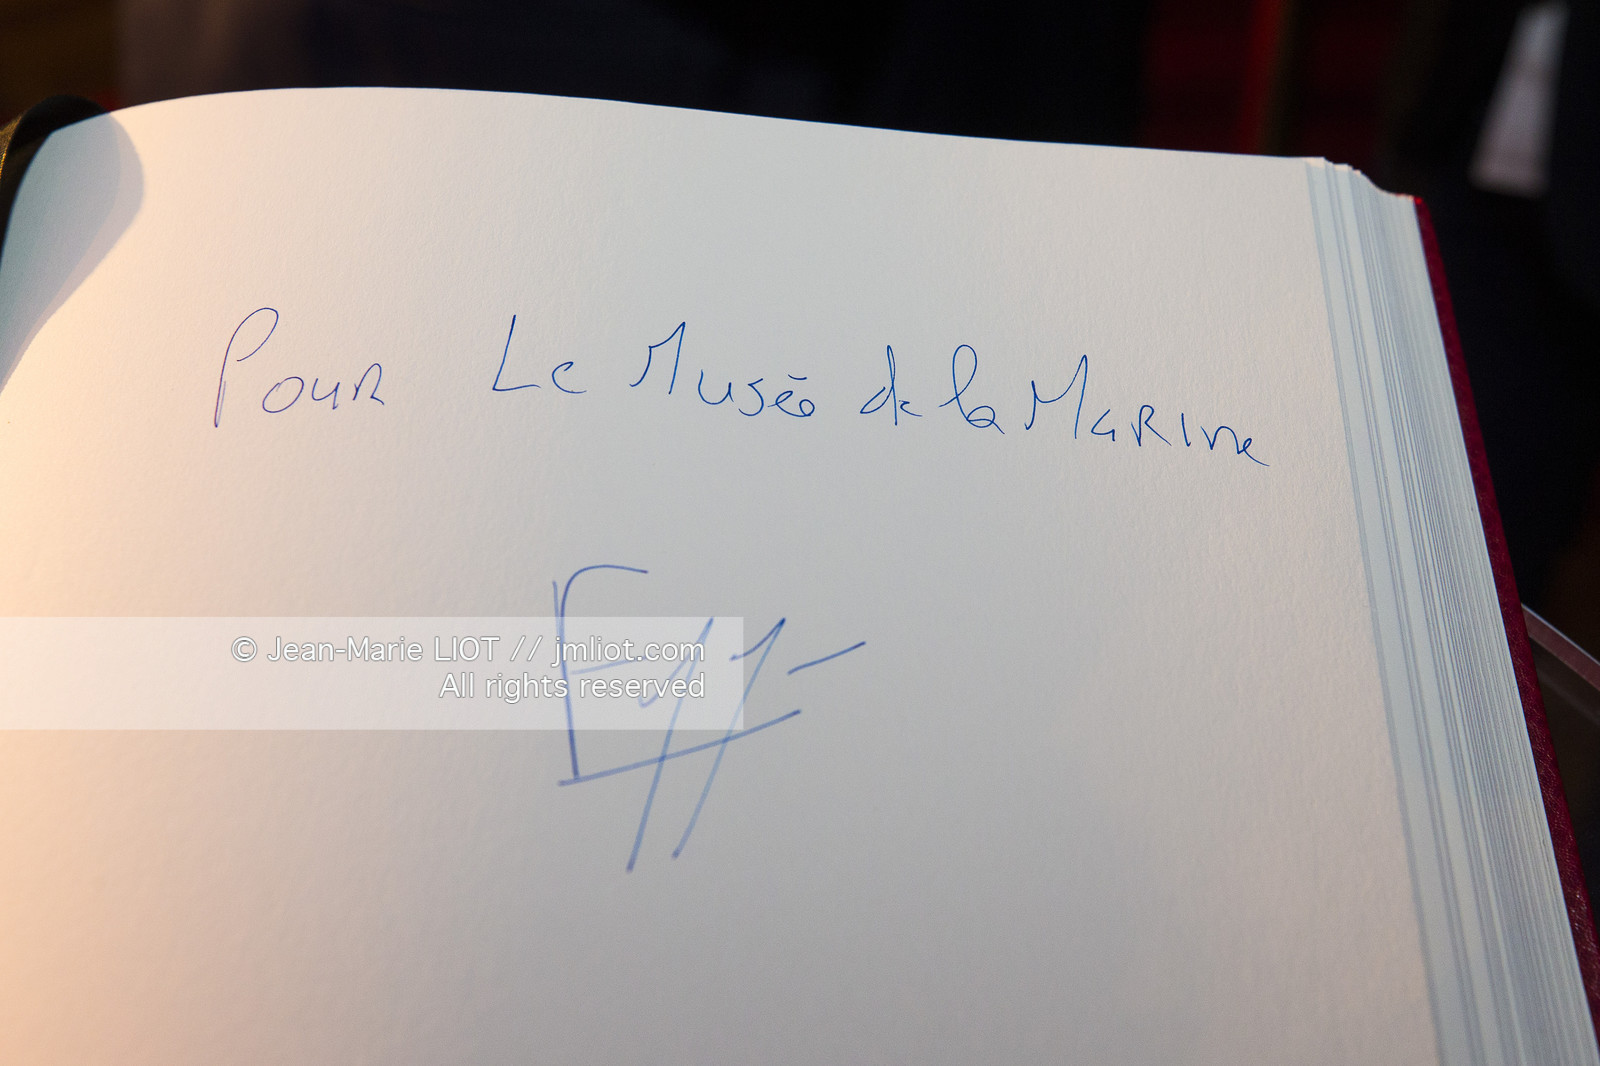 Pour Le Musée de la Marine
© Jean-Marie LIOT // jmliot.com
All rights reserved